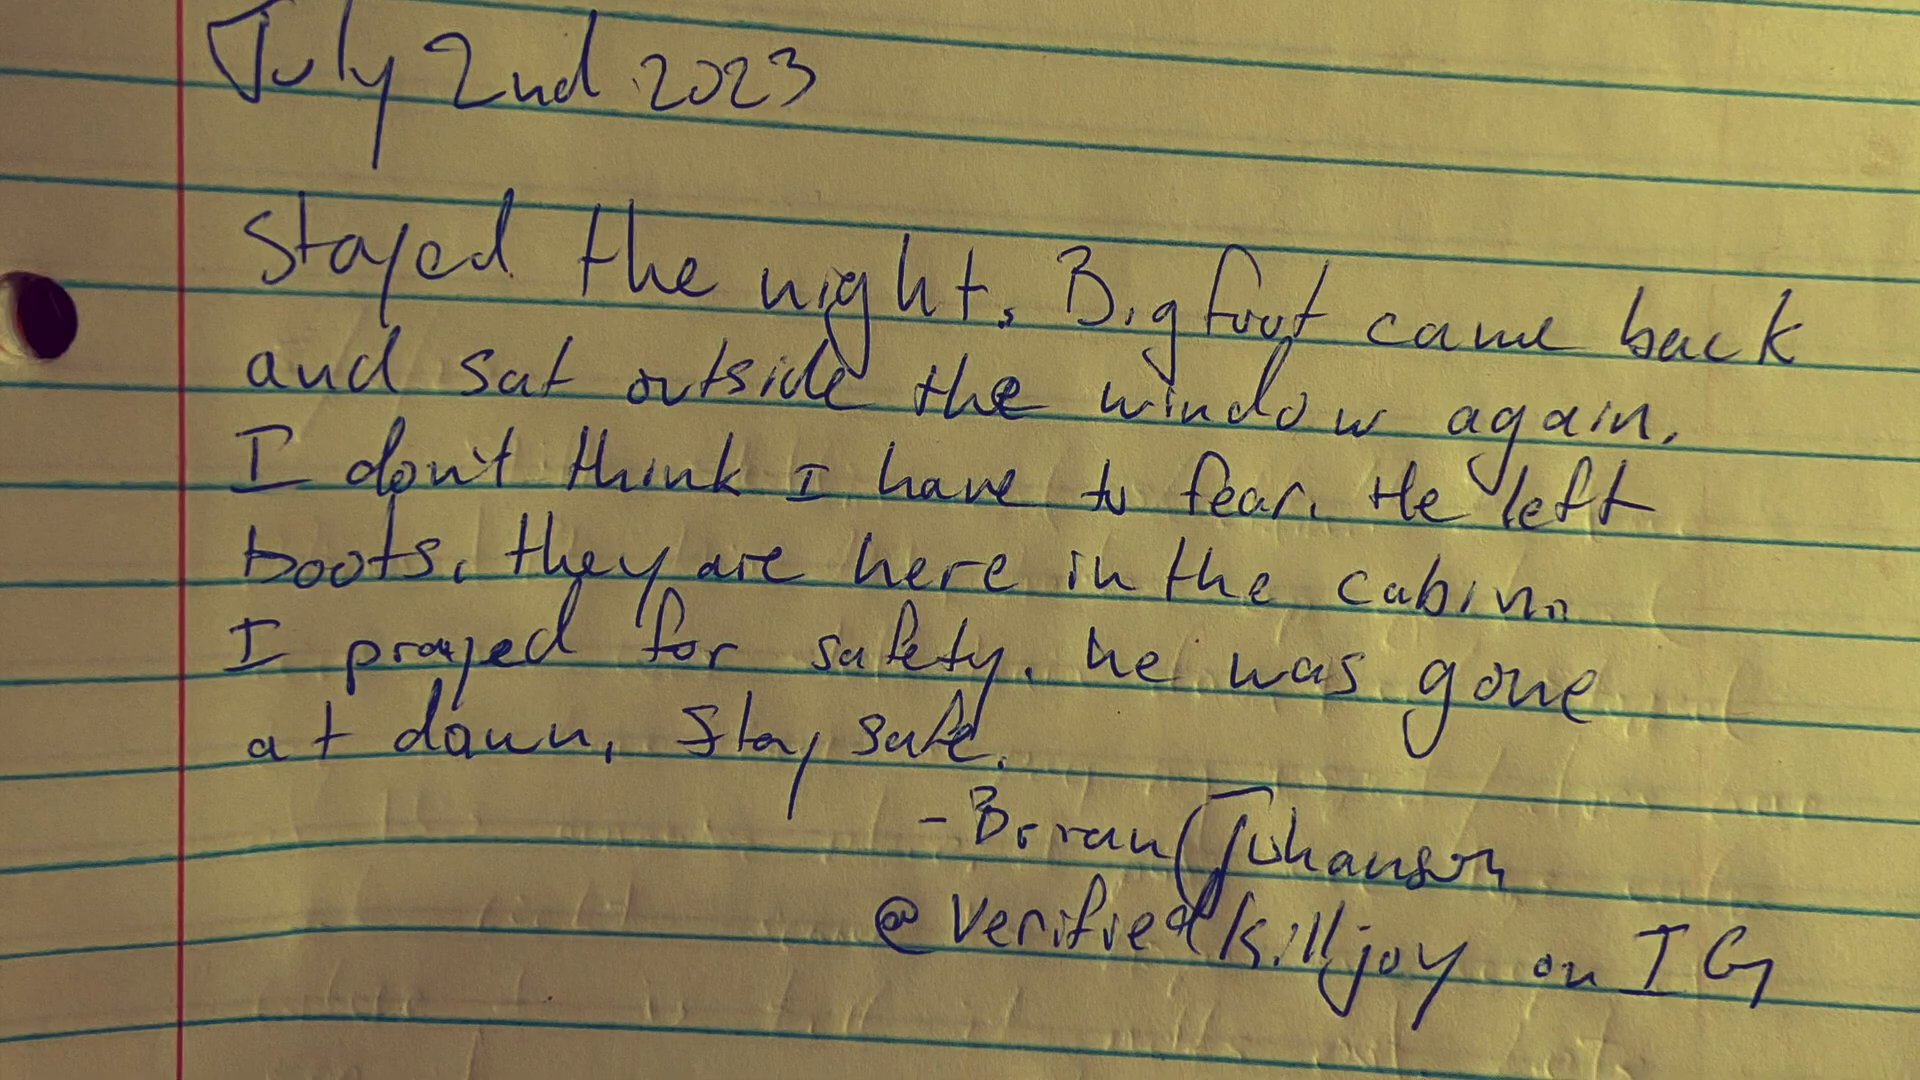 July 2nd 2023
Stayed the night. Bigfoot came back
and sat outside the window again.
I don't think I have to fear. He left
boots. they are here in the cabin.
I prayed for safety. he was gone
at dawn, Stay safe.
- Brian Johanson
@verifiedkilljoy on IG